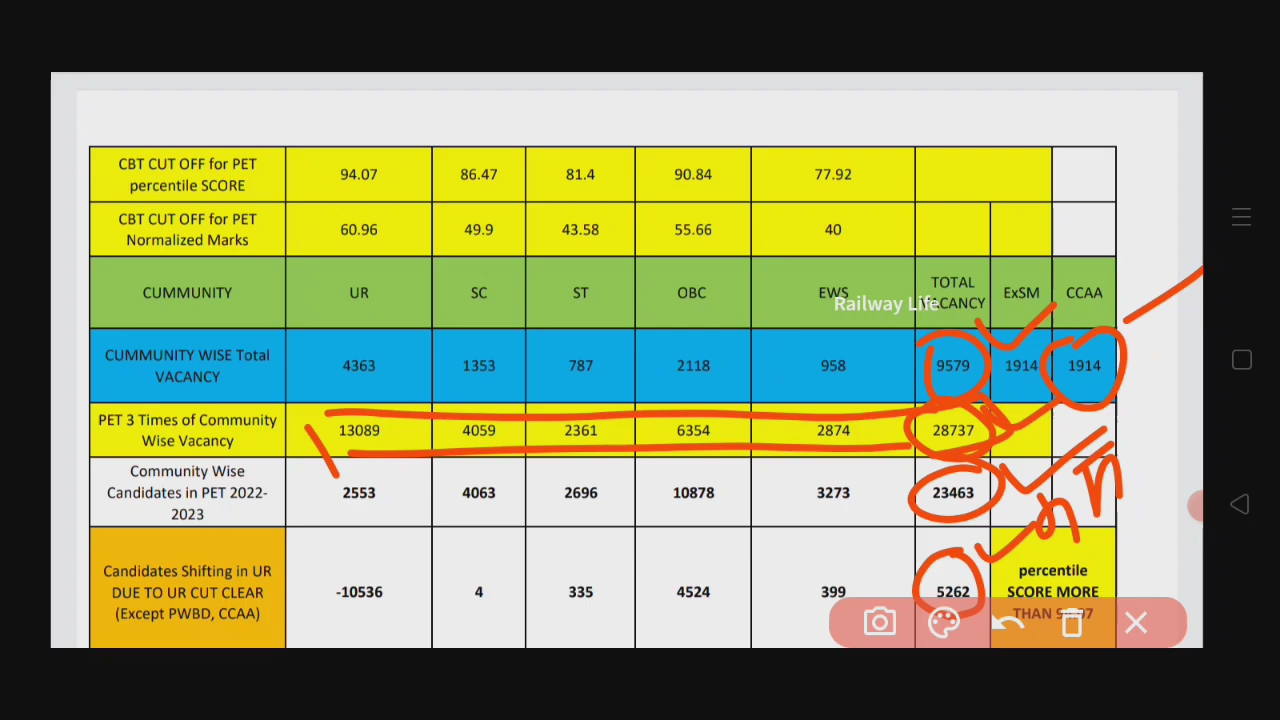 CBT CUT OFF for PET
percentile SCORE
94.07
86.47
81.4
90.84
77.92
CBT CUT OFF for PET
Normalized Marks
60.96
49.9
43.58
55.66
40
CUMMUNITY
UR
SC
ST
OBC
EWS
TOTAL
VACANCY
ExSM
CCAA
Railway Life
CUMMUNITY WISE Total
VACANCY
4363
1353
787
2118
958
9579
1914
1914
PET 3 Times of Community
Wise Vacancy
13089
4059
2361
6354
2874
28737
Community Wise
Candidates in PET 2022-
2023
2553
4063
2696
10878
3273
23463
Candidates Shifting in UR
DUE TO UR CUT CLEAR
(Except PWBD, CCAA)
-10536
4
335
4524
399
5262
percentile
SCORE MORE
THAN